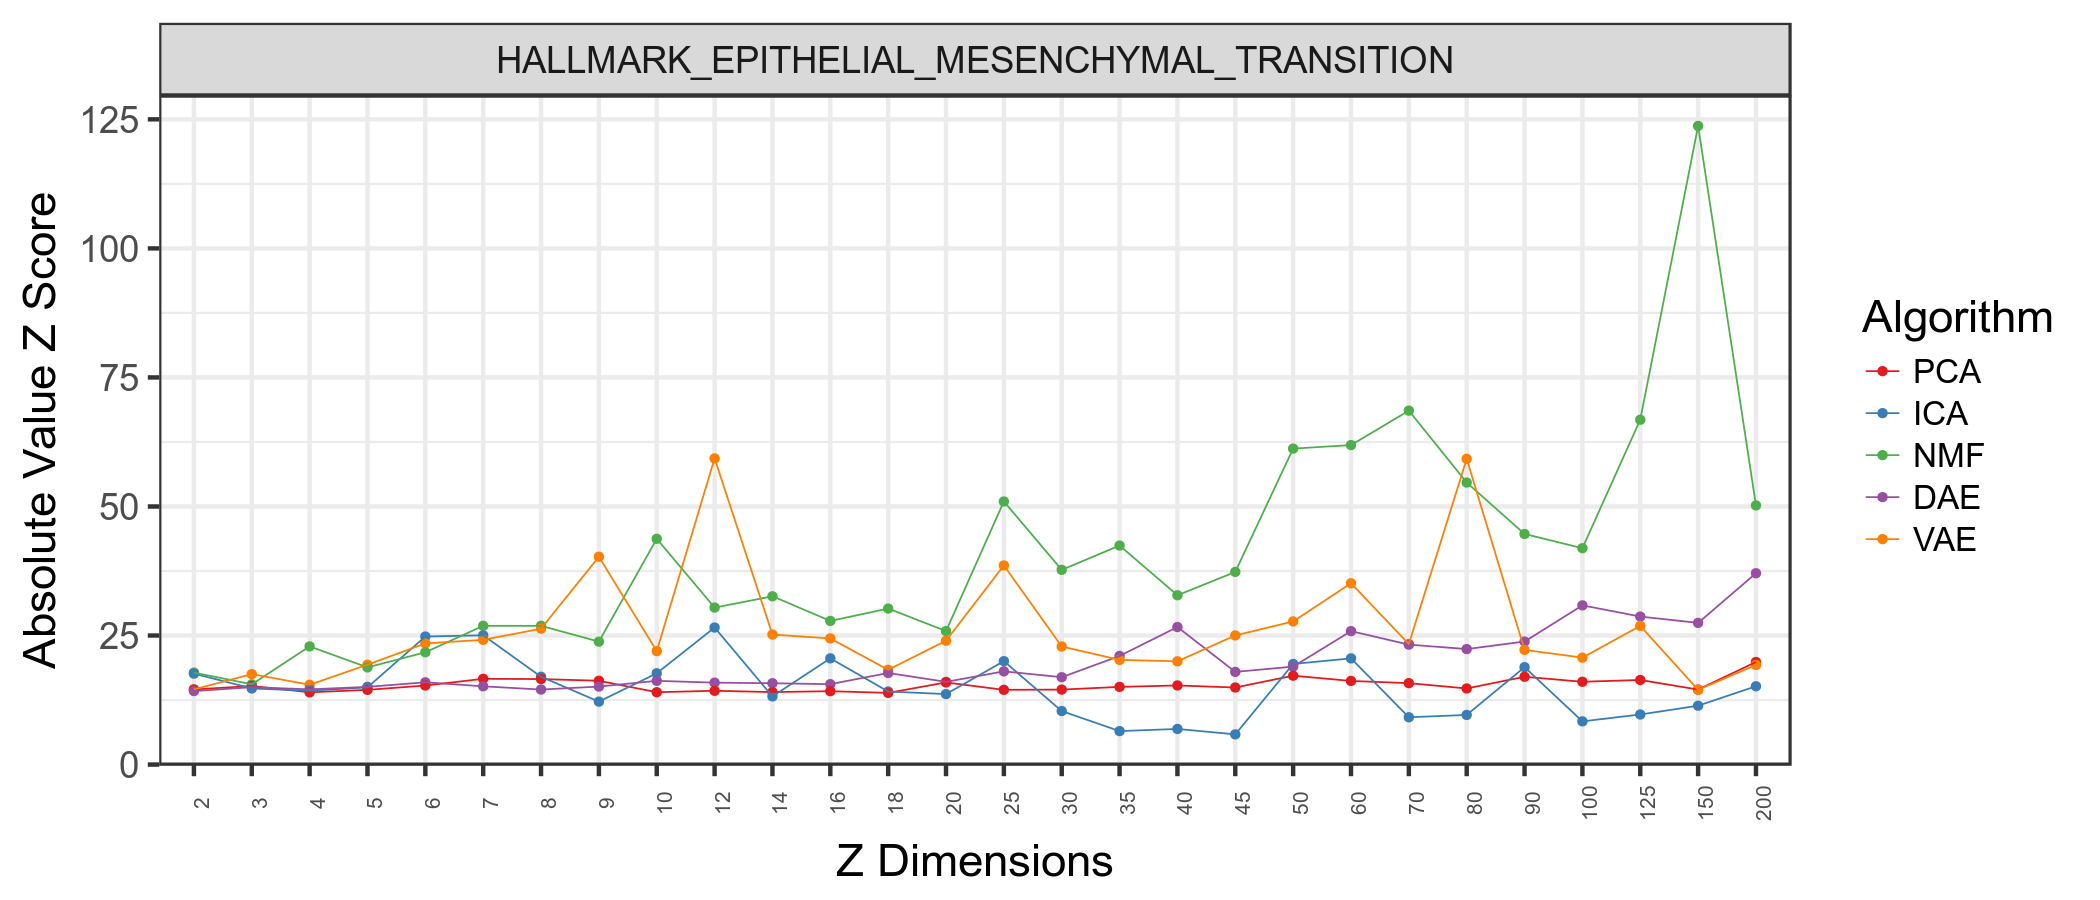 HALLMARK_EPITHELIAL_MESENCHYMAL_TRANSITION
125
100
75
50
25
0
Absolute Value Z Score
2 3 4 5 6 7 8 9 10 12 14 16 18 20 25 30 35 40 45 50 60 70 80 90 100 125 150 200
Z Dimensions
Algorithm
PCA
ICA
NMF
DAE
VAE